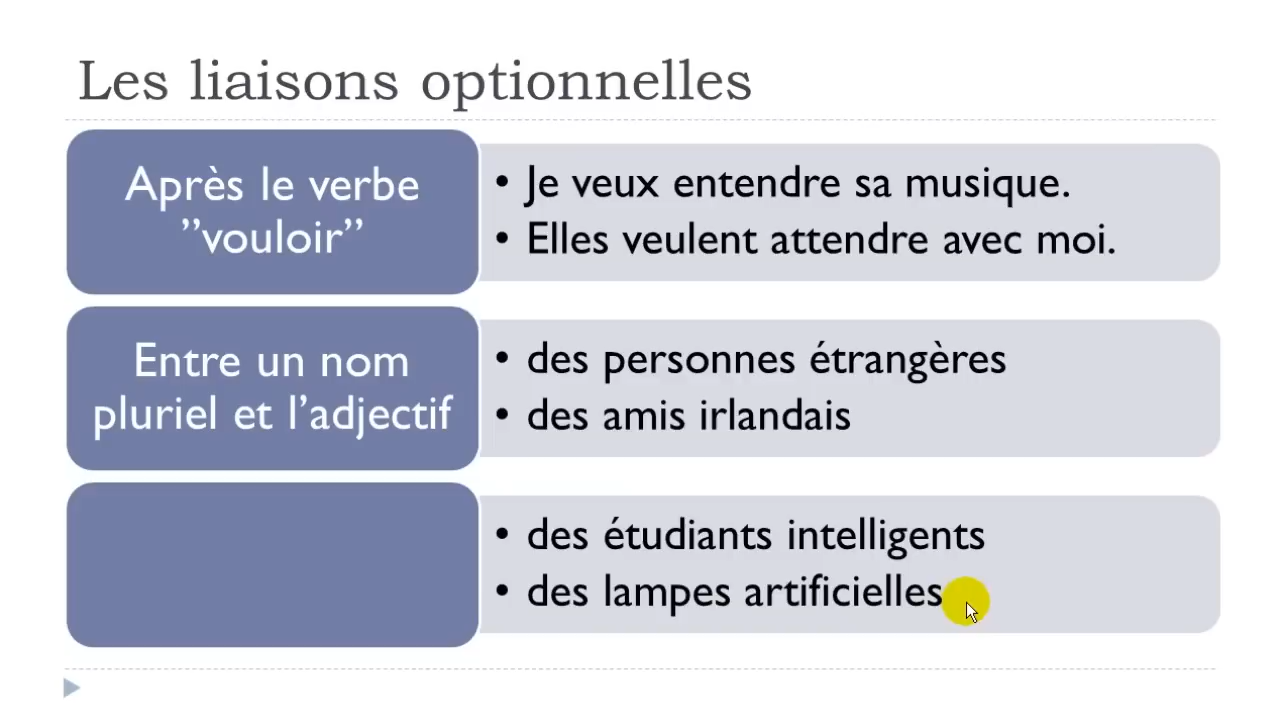 Les liaisons optionnelles
Après le verbe
”vouloir”
• Je veux entendre sa musique.
• Elles veulent attendre avec moi.
Entre un nom
pluriel et l’adjectif
• des personnes étrangères
• des amis irlandais
• des étudiants intelligents
• des lampes artificielles